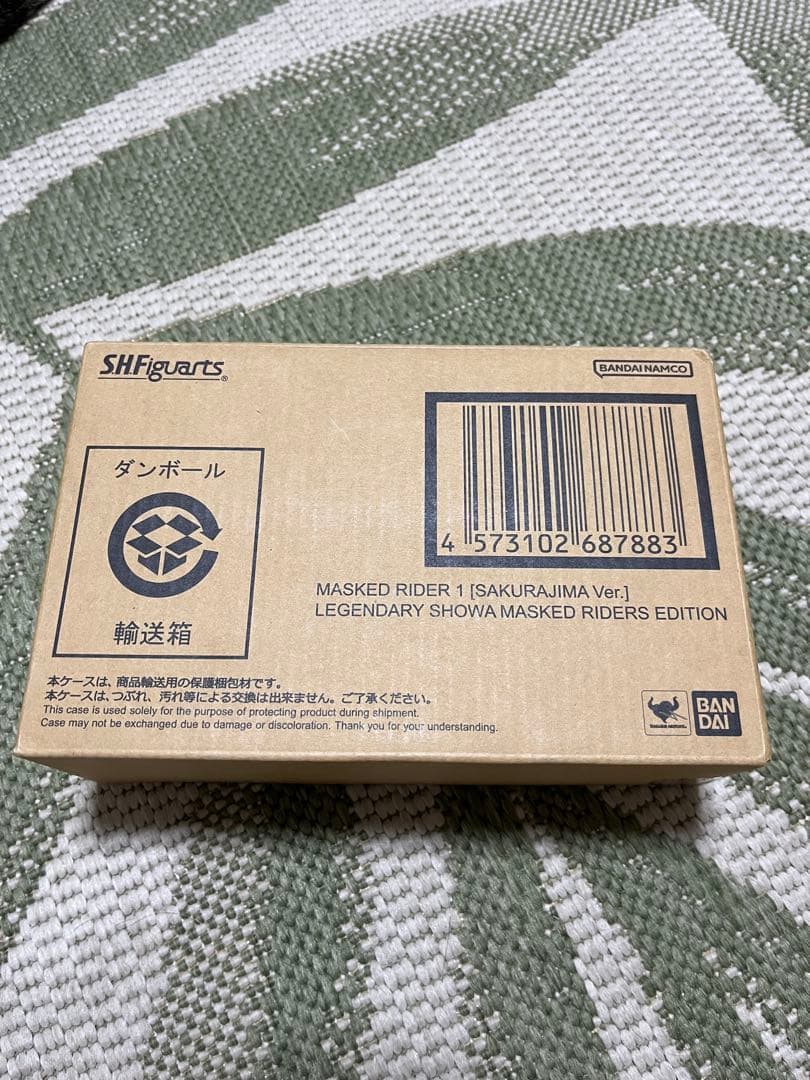 S.H.Figuarts®
BANDAI NAMCO
ダンボール
輸送箱
4 573102 687883
MASKED RIDER 1 [SAKURAJIMA Ver.]
LEGENDARY SHOWA MASKED RIDERS EDITION
本ケースは、商品輸送用の保護梱包材です。
本ケースは、つぶれ、汚れ等による交換は出来ません。ご了承ください。
This case is used solely for the purpose of protecting product during shipment.
Case may not be exchanged due to damage or discoloration. Thank you for your understanding.
BAN
DAI